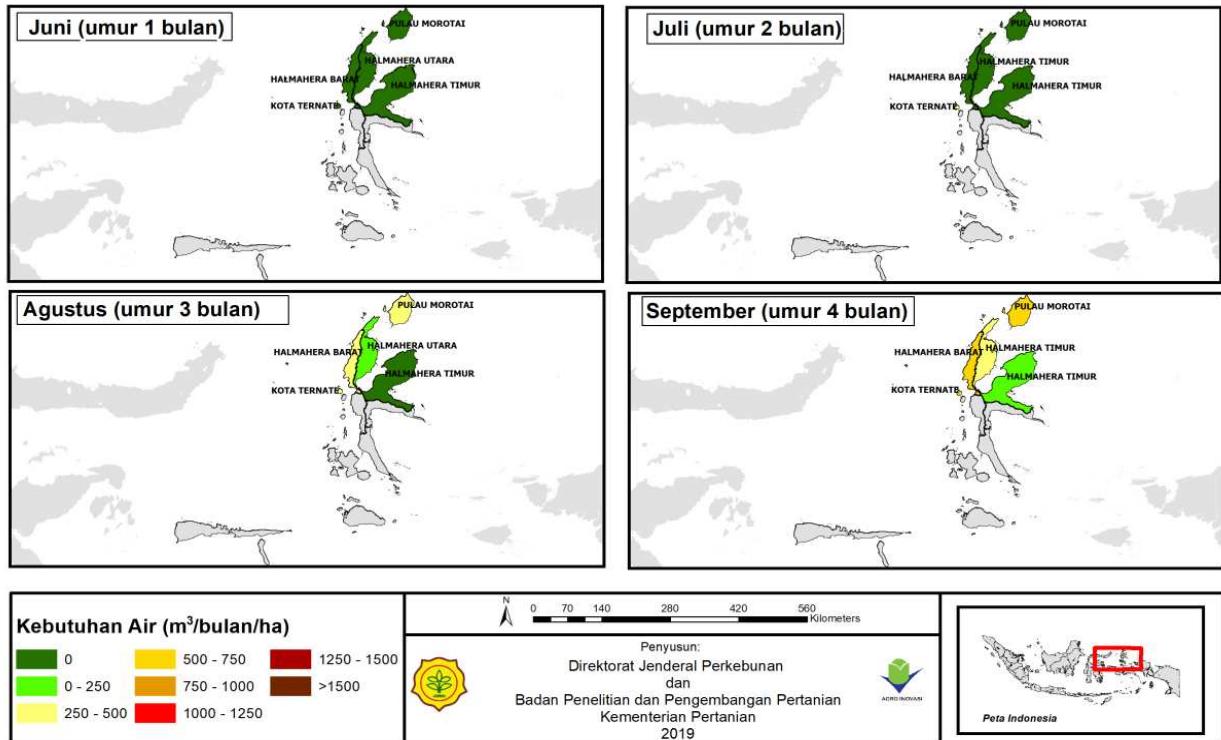 Juni (umur 1 bulan)
PULAU MOROTAI
HALMAHERA UTARA
HALMAHERA BARAT
HALMAHERA TIMUR
KOTA TERNATE
Juli (umur 2 bulan)
PULAU MOROTAI
HALMAHERA TIMUR
HALMAHERA BARAT
HALMAHERA TIMUR
KOTA TERNATE
Agustus (umur 3 bulan)
PULAU MOROTAI
HALMAHERA UTARA
HALMAHERA BARAT
HALMAHERA TIMUR
KOTA TERNATE
September (umur 4 bulan)
PULAU MOROTAI
HALMAHERA TIMUR
HALMAHERA BARAT
HALMAHERA TIMUR
KOTA TERNATE
Kebutuhan Air (m³/bulan/ha)
0
0 - 250
250 - 500
500 - 750
750 - 1000
1000 - 1250
1250 - 1500
>1500
N
0 70 140 280 420 560
Kilometers
Penyusun:
Direktorat Jenderal Perkebunan
dan
Badan Penelitian dan Pengembangan Pertanian
Kementerian Pertanian
2019
AGRO INOVASI
Peta Indonesia